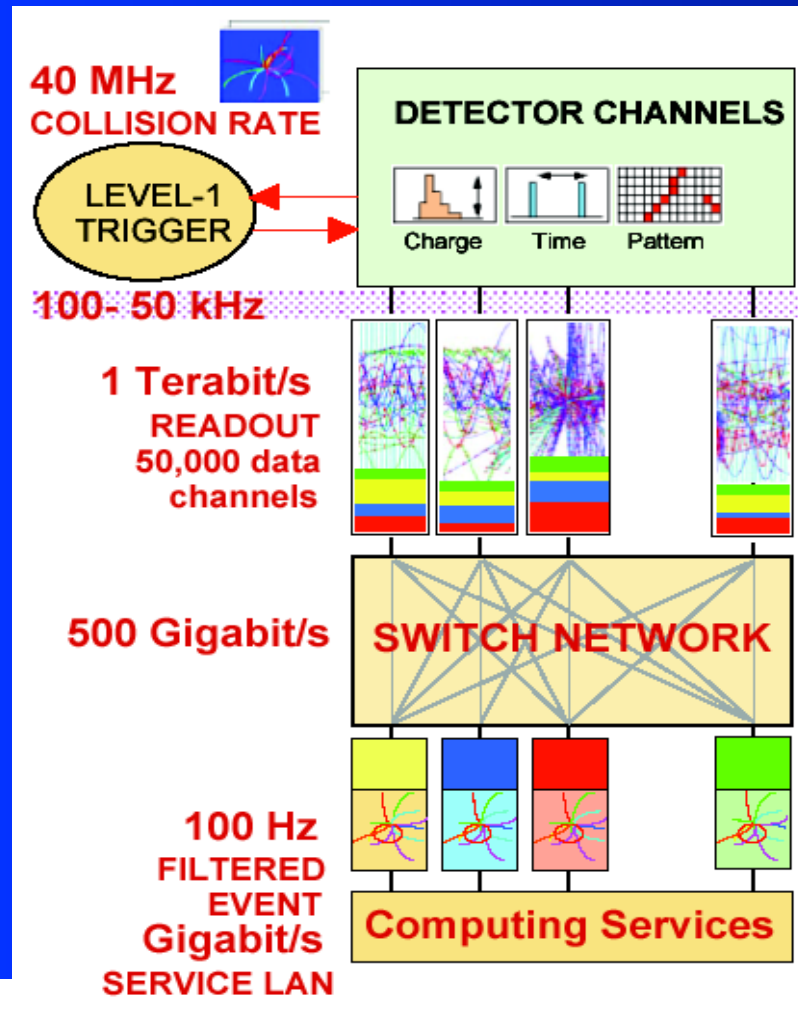 40 MHz
COLLISION RATE
DETECTOR CHANNELS
LEVEL-1
TRIGGER
Charge
Time
Pattern
100- 50 kHz
1 Terabit/s
READOUT
50,000 data
channels
500 Gigabit/s
SWITCH NETWORK
100 Hz
FILTERED
EVENT
Gigabit/s
SERVICE LAN
Computing Services